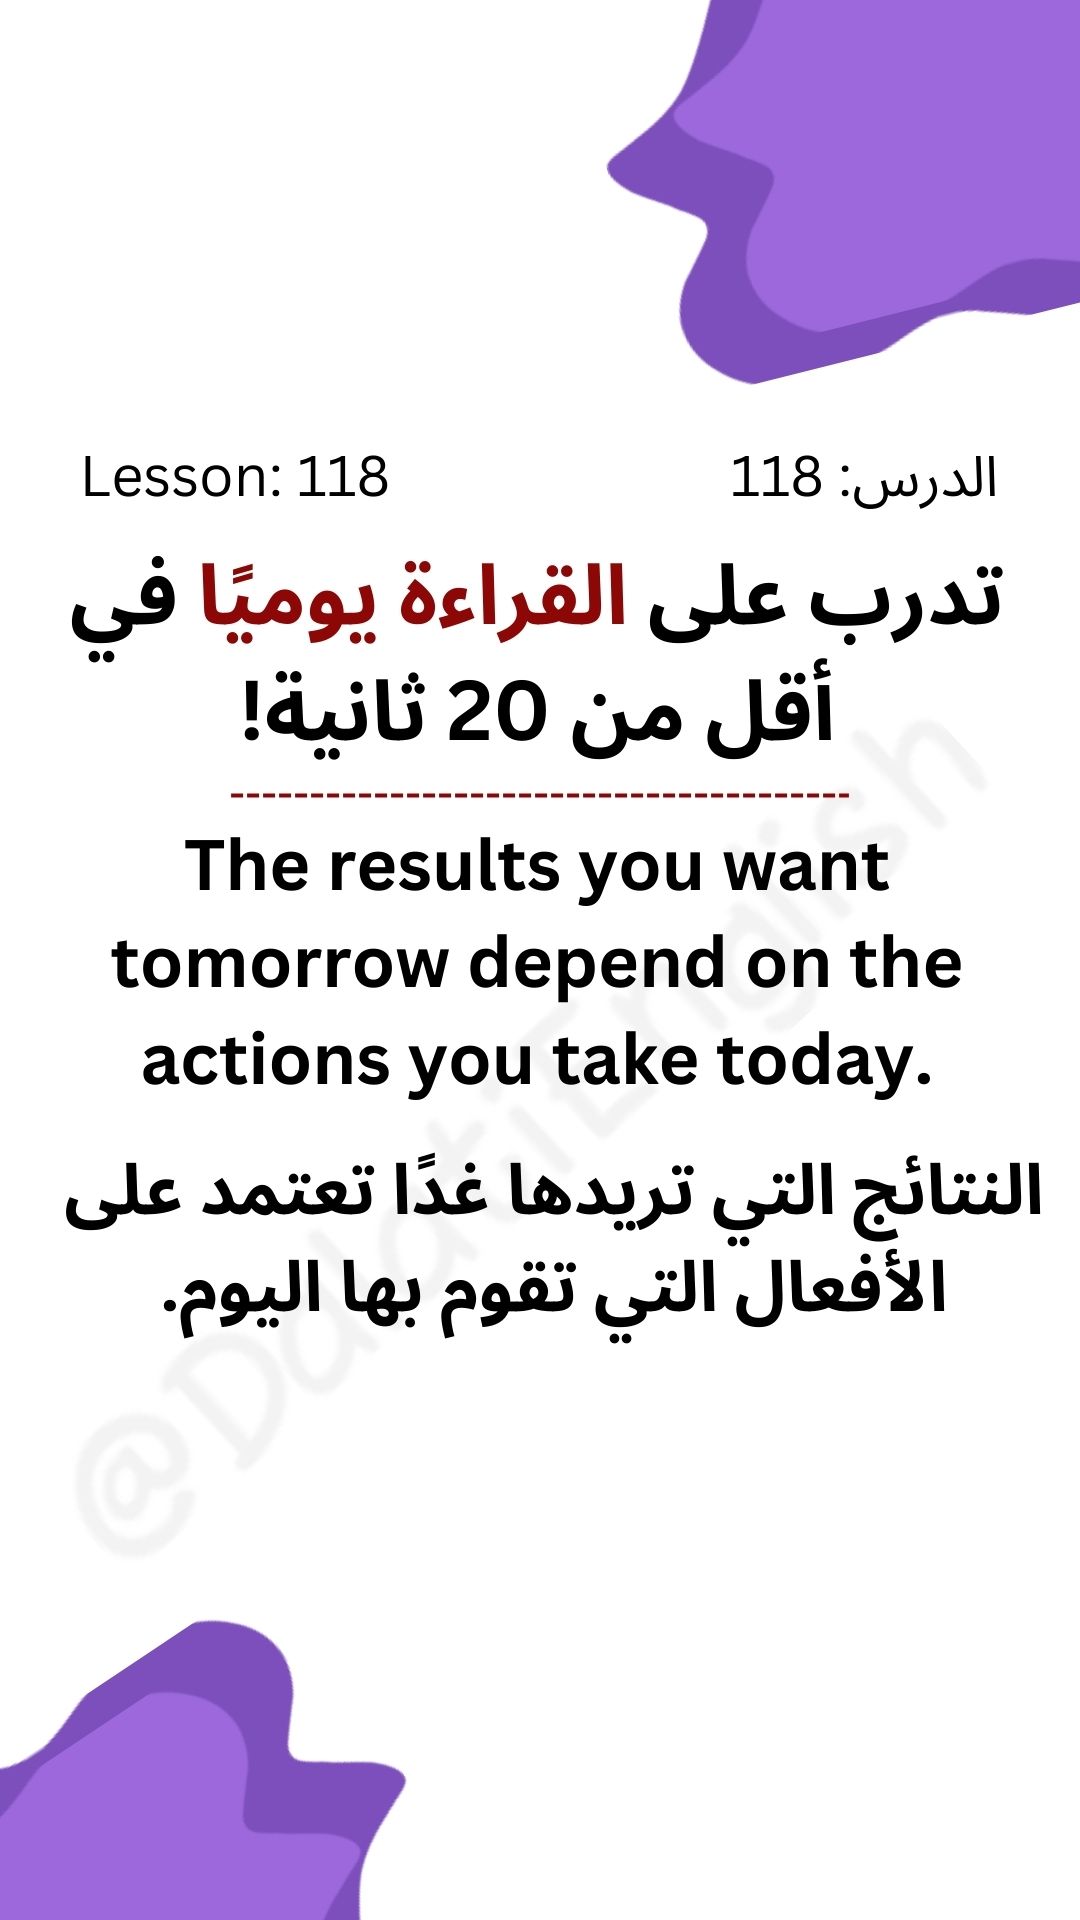 Lesson: 118
الدرس: 118
تدرب على القراءة يوميًا في
أقل من 20 ثانية!
---------------------------------------
The results you want
tomorrow depend on the
actions you take today.
النتائج التي تريدها غدًا تعتمد على
الأفعال التي تقوم بها اليوم.
@DdatiEnglish